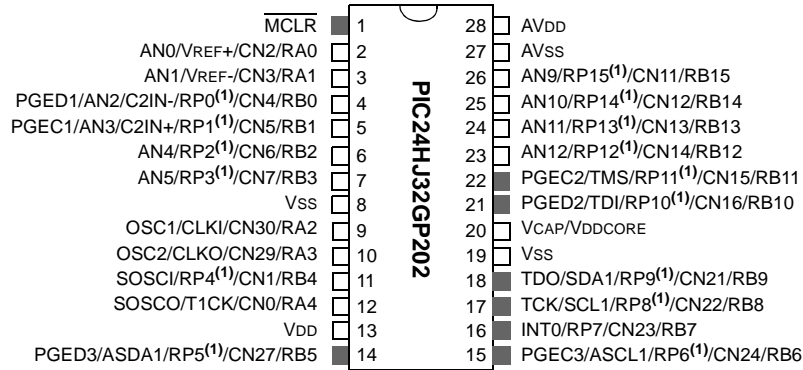 MCLR 1 28 AVDD
AN0/VREF+/CN2/RA0 2 27 AVSS
AN1/VREF-/CN3/RA1 3 26 AN9/RP15(1)/CN11/RB15
PGED1/AN2/C2IN-/RP0(1)/CN4/RB0 4 25 AN10/RP14(1)/CN12/RB14
PGEC1/AN3/C2IN+/RP1(1)/CN5/RB1 5 24 AN11/RP13(1)/CN13/RB13
AN4/RP2(1)/CN6/RB2 6 23 AN12/RP12(1)/CN14/RB12
AN5/RP3(1)/CN7/RB3 7 22 PGEC2/TMS/RP11(1)/CN15/RB11
VSS 8 21 PGED2/TDI/RP10(1)/CN16/RB10
OSC1/CLKI/CN30/RA2 9 20 VCAP/VDDCORE
OSC2/CLKO/CN29/RA3 10 19 VSS
SOSCI/RP4(1)/CN1/RB4 11 18 TDO/SDA1/RP9(1)/CN21/RB9
SOSCO/T1CK/CN0/RA4 12 17 TCK/SCL1/RP8(1)/CN22/RB8
VDD 13 16 INT0/RP7/CN23/RB7
PGED3/ASDA1/RP5(1)/CN27/RB5 14 15 PGEC3/ASCL1/RP6(1)/CN24/RB6
PIC24HJ32GP202